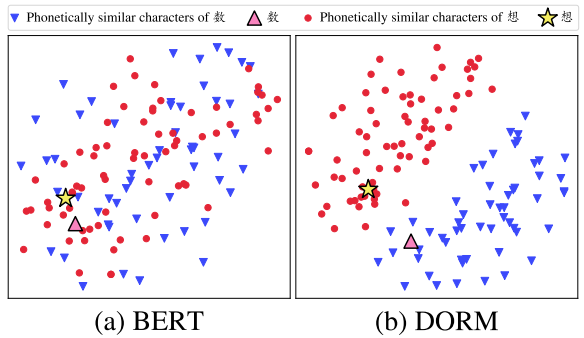 Phonetically similar characters of 数 数 Phonetically similar characters of 想 想
(a) BERT (b) DORM